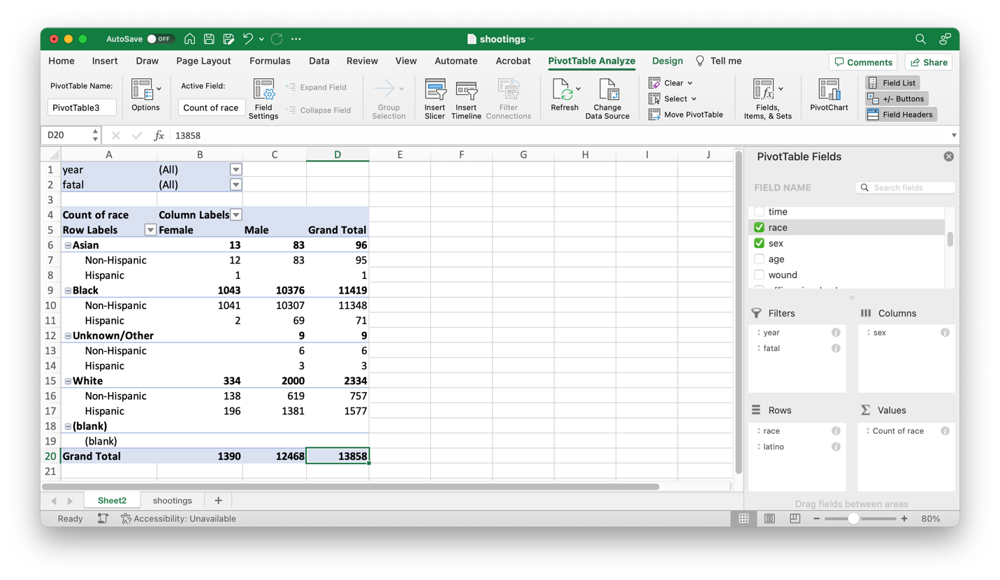 AutoSave OFF shootings
Home Insert Draw Page Layout Formulas Data Review View Automate Acrobat PivotTable Analyze Design Tell me Comments Share
PivotTable Name:
PivotTable3
Options
Active Field:
Count of race
Field Settings
Expand Field
Collapse Field
Group Selection
Insert Slicer
Insert Timeline
Filter Connections
Refresh
Change Data Source
Clear
Select
Move PivotTable
Fields, Items, & Sets
PivotChart
Field List
+/- Buttons
Field Headers
D20 fx 13858
A B C D E F G H I J
1 year (All)
2 fatal (All)
3
4 Count of race Column Labels
5 Row Labels Female Male Grand Total
6 Asian 13 83 96
7 Non-Hispanic 12 83 95
8 Hispanic 1 1
9 Black 1043 10376 11419
10 Non-Hispanic 1041 10307 11348
11 Hispanic 2 69 71
12 Unknown/Other 9 9
13 Non-Hispanic 6 6
14 Hispanic 3 3
15 White 334 2000 2334
16 Non-Hispanic 138 619 757
17 Hispanic 196 1381 1577
18 (blank)
19 (blank)
20 Grand Total 1390 12468 13858
21
PivotTable Fields
FIELD NAME Search fields
time
race
sex
age
wound
Filters
year
fatal
Columns
sex
Rows
race
latino
Values
Count of race
Drag fields between areas
Sheet2 shootings +
Ready Accessibility: Unavailable 80%